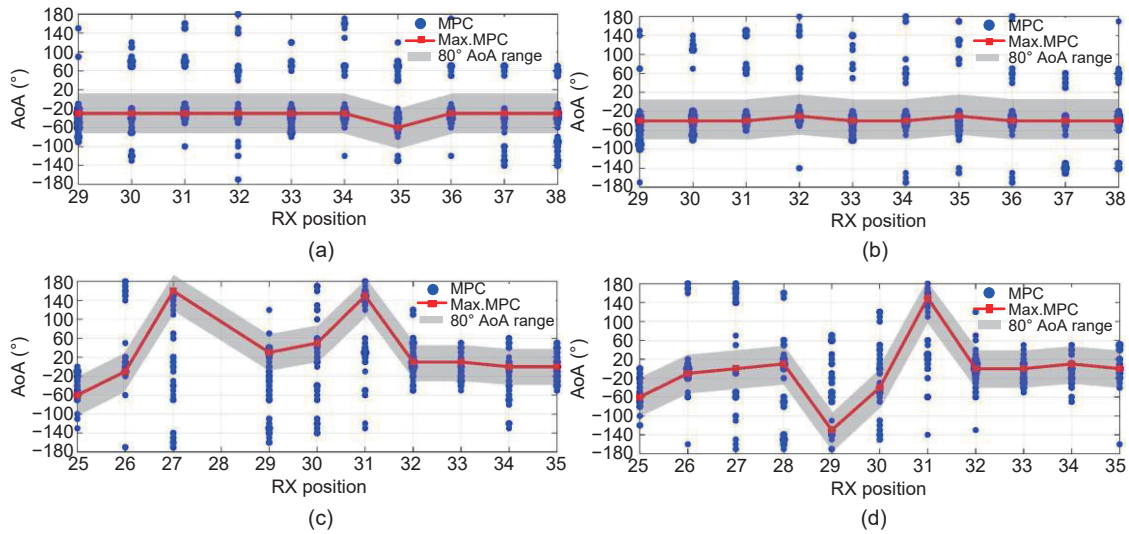 180
140
100
60
20
−20
−60
−100
−140
−180
AoA (°)
MPC
Max.MPC
80° AoA range
29 30 31 32 33 34 35 36 37 38
RX position
(a)
180
140
100
60
20
−20
−60
−100
−140
−180
AoA (°)
MPC
Max.MPC
80° AoA range
29 30 31 32 33 34 35 36 37 38
RX position
(b)
180
140
100
60
20
−20
−60
−100
−140
−180
AoA (°)
MPC
Max.MPC
80° AoA range
25 26 27 29 30 31 32 33 34 35
RX position
(c)
180
140
100
60
20
−20
−60
−100
−140
−180
AoA (°)
MPC
Max.MPC
80° AoA range
25 26 27 28 29 30 31 32 33 34 35
RX position
(d)